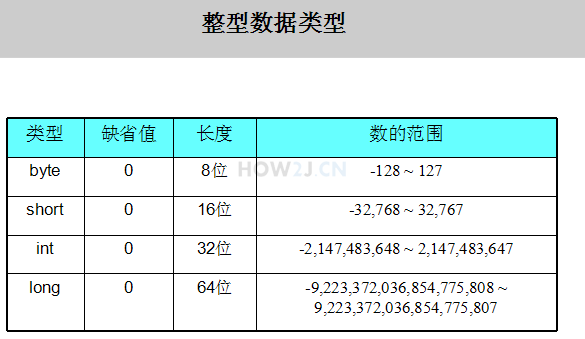 整型数据类型
类型 缺省值 长度 数的范围
byte 0 8位 HOW2J.CN -128 ~ 127
short 0 16位 -32,768 ~ 32,767
int 0 32位 -2,147,483,648 ~ 2,147,483,647
long 0 64位 -9,223,372,036,854,775,808 ~
9,223,372,036,854,775,807